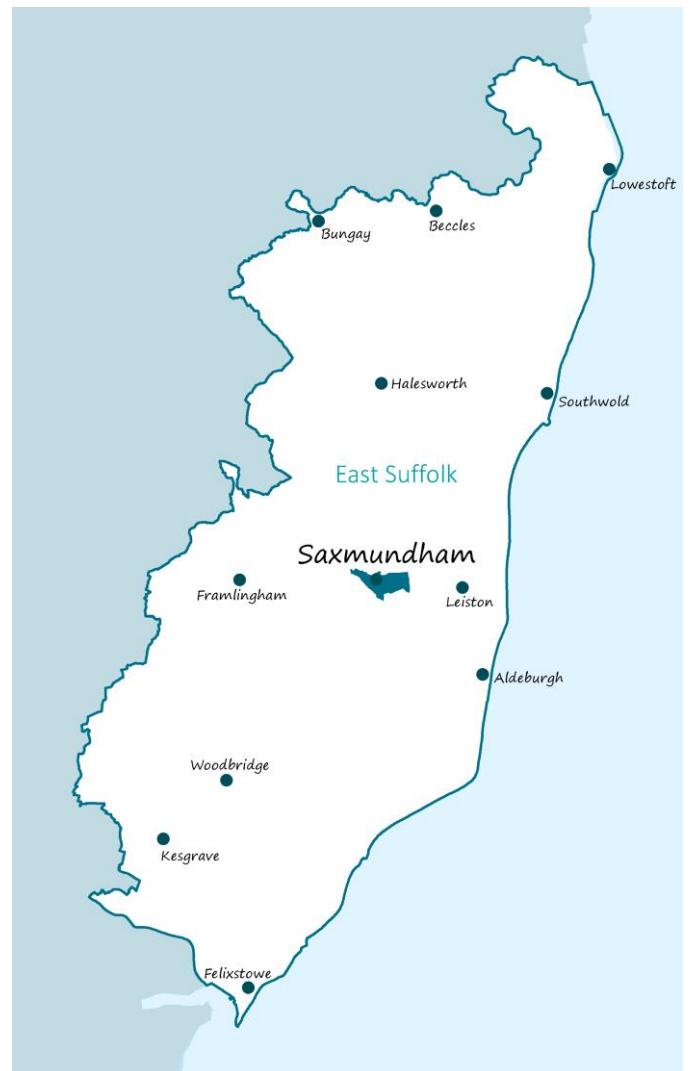 Lowestoft
Beccles
Bungay
Halesworth
Southwold
East Suffolk
Saxmundham
Framlingham
Leiston
Aldeburgh
Woodbridge
Kesgrave
Felixstowe